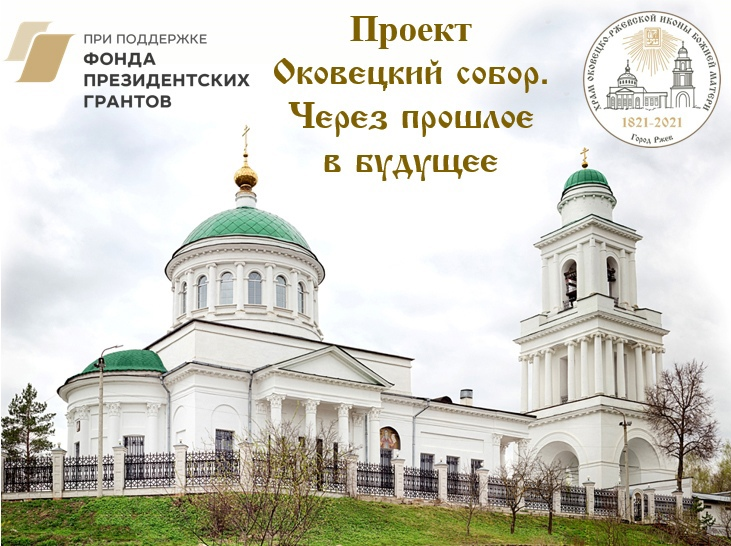 ПРИ ПОДДЕРЖКЕ
ФОНДА
ПРЕЗИДЕНТСКИХ
ГРАНТОВ
Проект
Оковецкий собор.
Через прошлое
в будущее
ХРАМ ОКОВЕЦКО-РЖЕВСКОЙ ИКОНЫ БОЖИЕЙ МАТЕРИ
1821-2021
Город Ржев